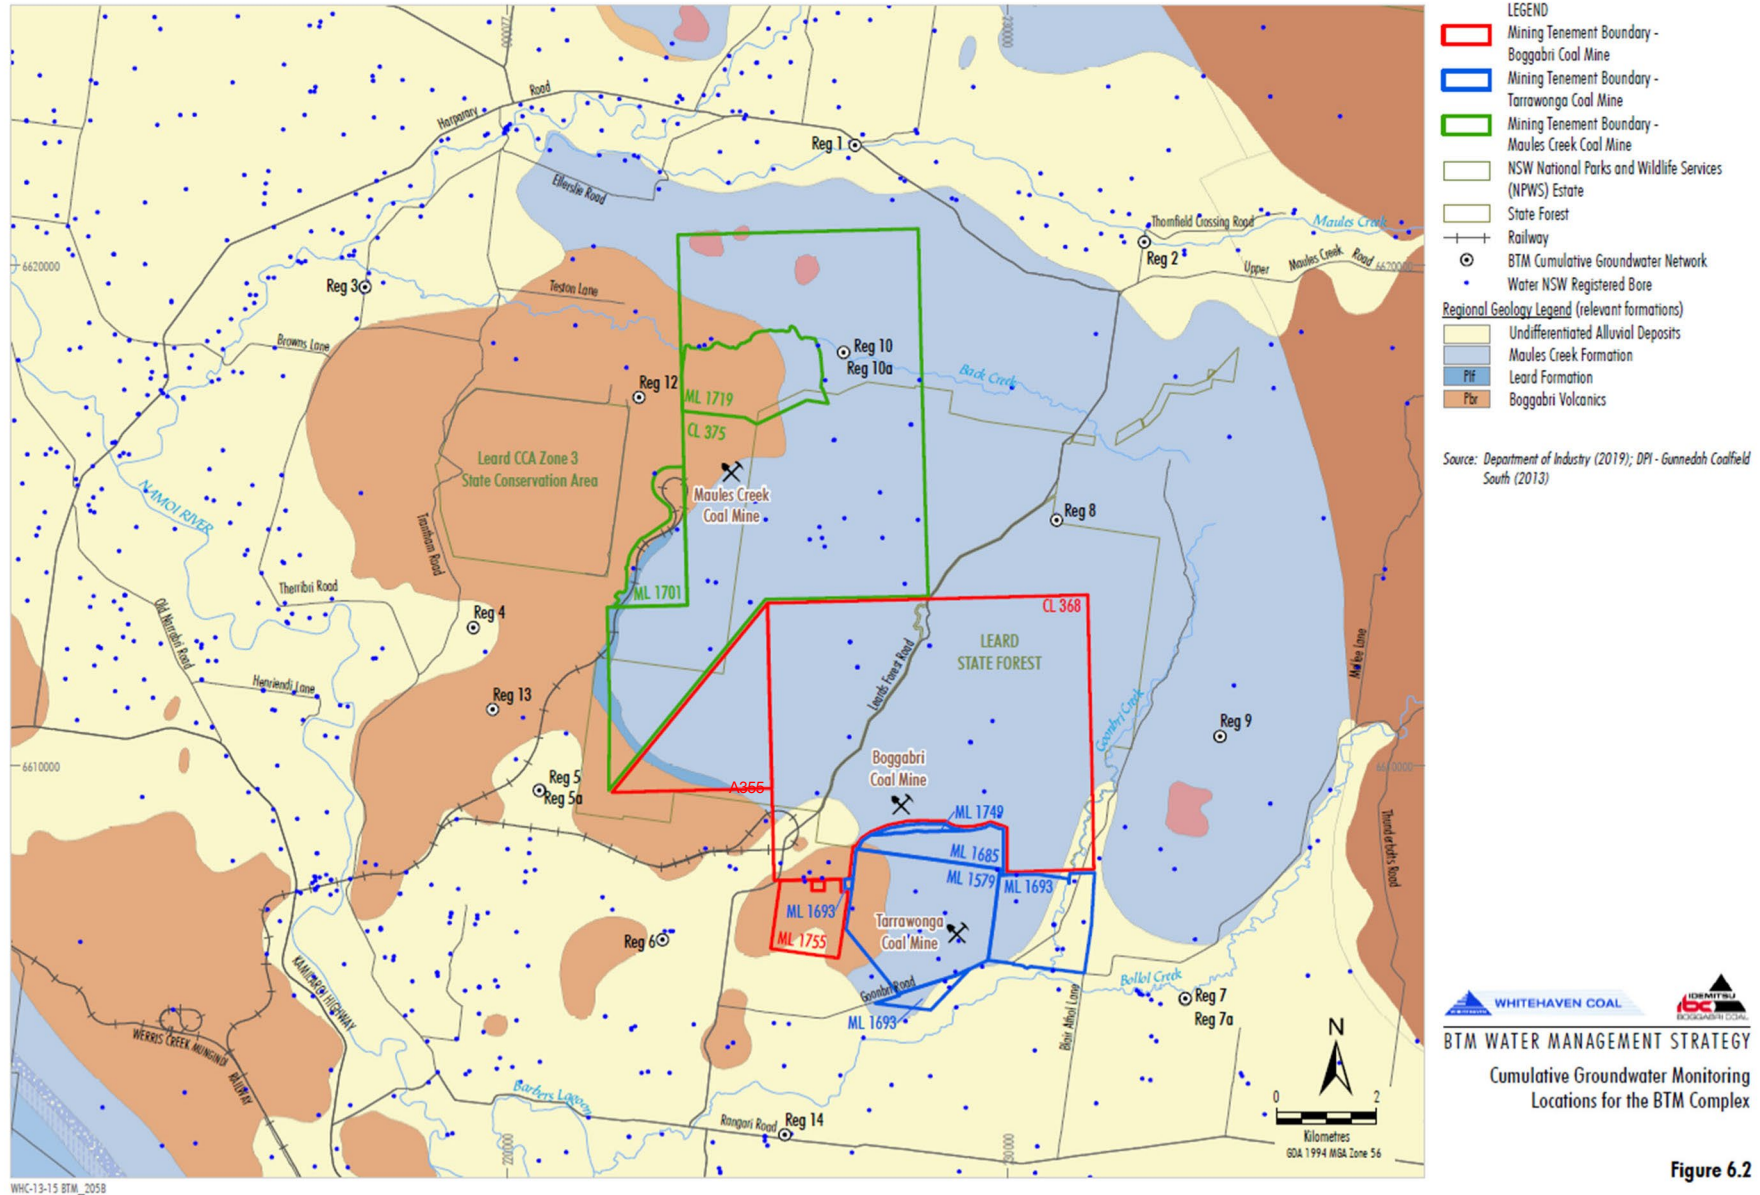 220000
230000
Road
Harparary
Reg 1
Ellerslie Road
Thornfield Crossing Road
Maules Creek
Reg 2
Upper
Maules Creek
Road
6620000
6620000
Reg 3
Teston Lane
Browns Lane
Reg 10
Reg 10a
Back Creek
Reg 12
ML 1719
CL 375
Leard CCA Zone 3
State Conservation Area
Maules Creek
Coal Mine
NAMOI RIVER
Trantham Road
Reg 8
Therribri Road
ML 1701
Old Narrabri Road
Reg 4
CL 368
LEARD
STATE FOREST
Leards Forest Road
Henriendi Lane
Reg 13
Goonbri Creek
Reg 9
Boggabri
Coal Mine
6610000
Reg 5
Reg 5a
A355
ML 1749
ML 1685
ML 1579
ML 1693
Thunderbolts Road
ML 1693
Tarrawonga
Coal Mine
ML 1755
Reg 6
Goonbri Road
Bollol Creek
Reg 7
Reg 7a
KAMILAROI HIGHWAY
ML 1693
Blair Athol Lane
WERRIS CREEK MUNGINDI
RAILWAY
Barbers Lagoon
Rangari Road
Reg 14
220000
230000
N
0 2
Kilometres
GDA 1994 MGA Zone 56
WHC-13-15 BTM_205B
LEGEND
Mining Tenement Boundary -
Boggabri Coal Mine
Mining Tenement Boundary -
Tarrawonga Coal Mine
Mining Tenement Boundary -
Maules Creek Coal Mine
NSW National Parks and Wildlife Services
(NPWS) Estate
State Forest
Railway
BTM Cumulative Groundwater Network
Water NSW Registered Bore
Regional Geology Legend (relevant formations)
Undifferentiated Alluvial Deposits
Maules Creek Formation
Plf Leard Formation
Pbr Boggabri Volcanics
Source: Department of Industry (2019); DPI - Gunnedah Coalfield
South (2013)
WHITEHAVEN COAL
IDEMITSU
bc
BOGGABRI COAL
BTM WATER MANAGEMENT STRATEGY
Cumulative Groundwater Monitoring
Locations for the BTM Complex
Figure 6.2